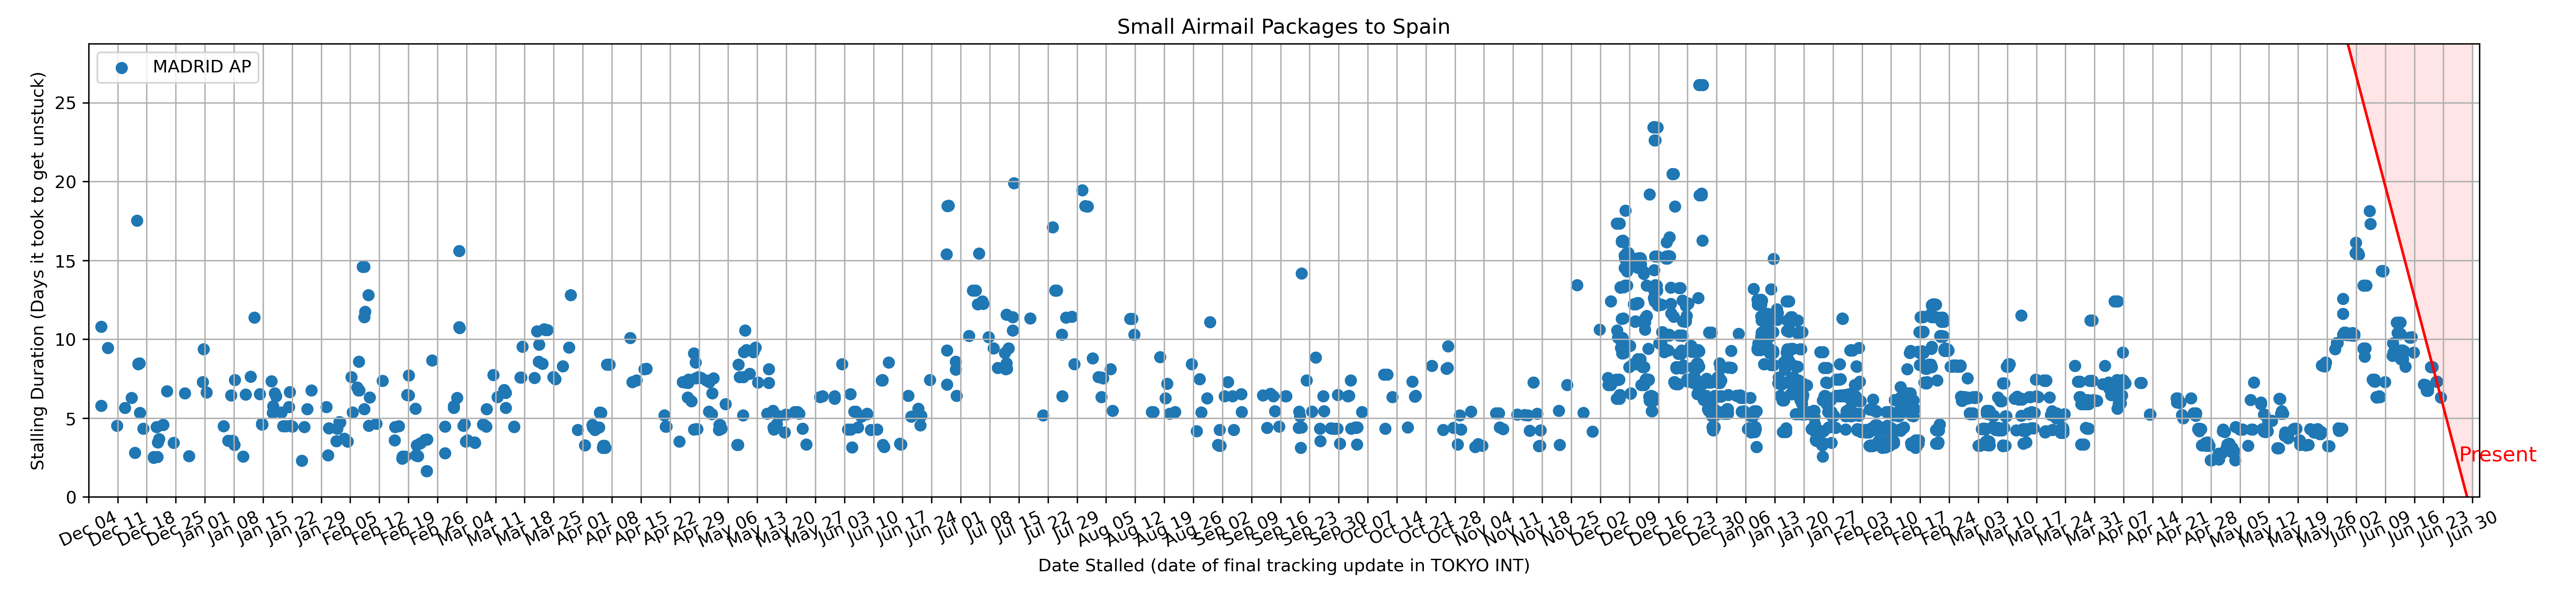 Small Airmail Packages to Spain
MADRID AP
Stalling Duration (Days it took to get unstuck)
25
20
15
10
5
0
Present
Dec 04
Dec 11
Dec 18
Dec 25
Jan 01
Jan 08
Jan 15
Jan 22
Jan 29
Feb 05
Feb 12
Feb 19
Feb 26
Mar 04
Mar 11
Mar 18
Mar 25
Apr 01
Apr 08
Apr 15
Apr 22
Apr 29
May 06
May 13
May 20
May 27
Jun 03
Jun 10
Jun 17
Jun 24
Jul 01
Jul 08
Jul 15
Jul 22
Jul 29
Aug 05
Aug 12
Aug 19
Aug 26
Sep 02
Sep 09
Sep 16
Sep 23
Sep 30
Oct 07
Oct 14
Oct 21
Oct 28
Nov 04
Nov 11
Nov 18
Nov 25
Dec 02
Dec 09
Dec 16
Dec 23
Dec 30
Jan 06
Jan 13
Jan 20
Jan 27
Feb 03
Feb 10
Feb 17
Feb 24
Mar 03
Mar 10
Mar 17
Mar 24
Mar 31
Apr 07
Apr 14
Apr 21
Apr 28
May 05
May 12
May 19
May 26
Jun 02
Jun 09
Jun 16
Jun 23
Jun 30
Date Stalled (date of final tracking update in TOKYO INT)